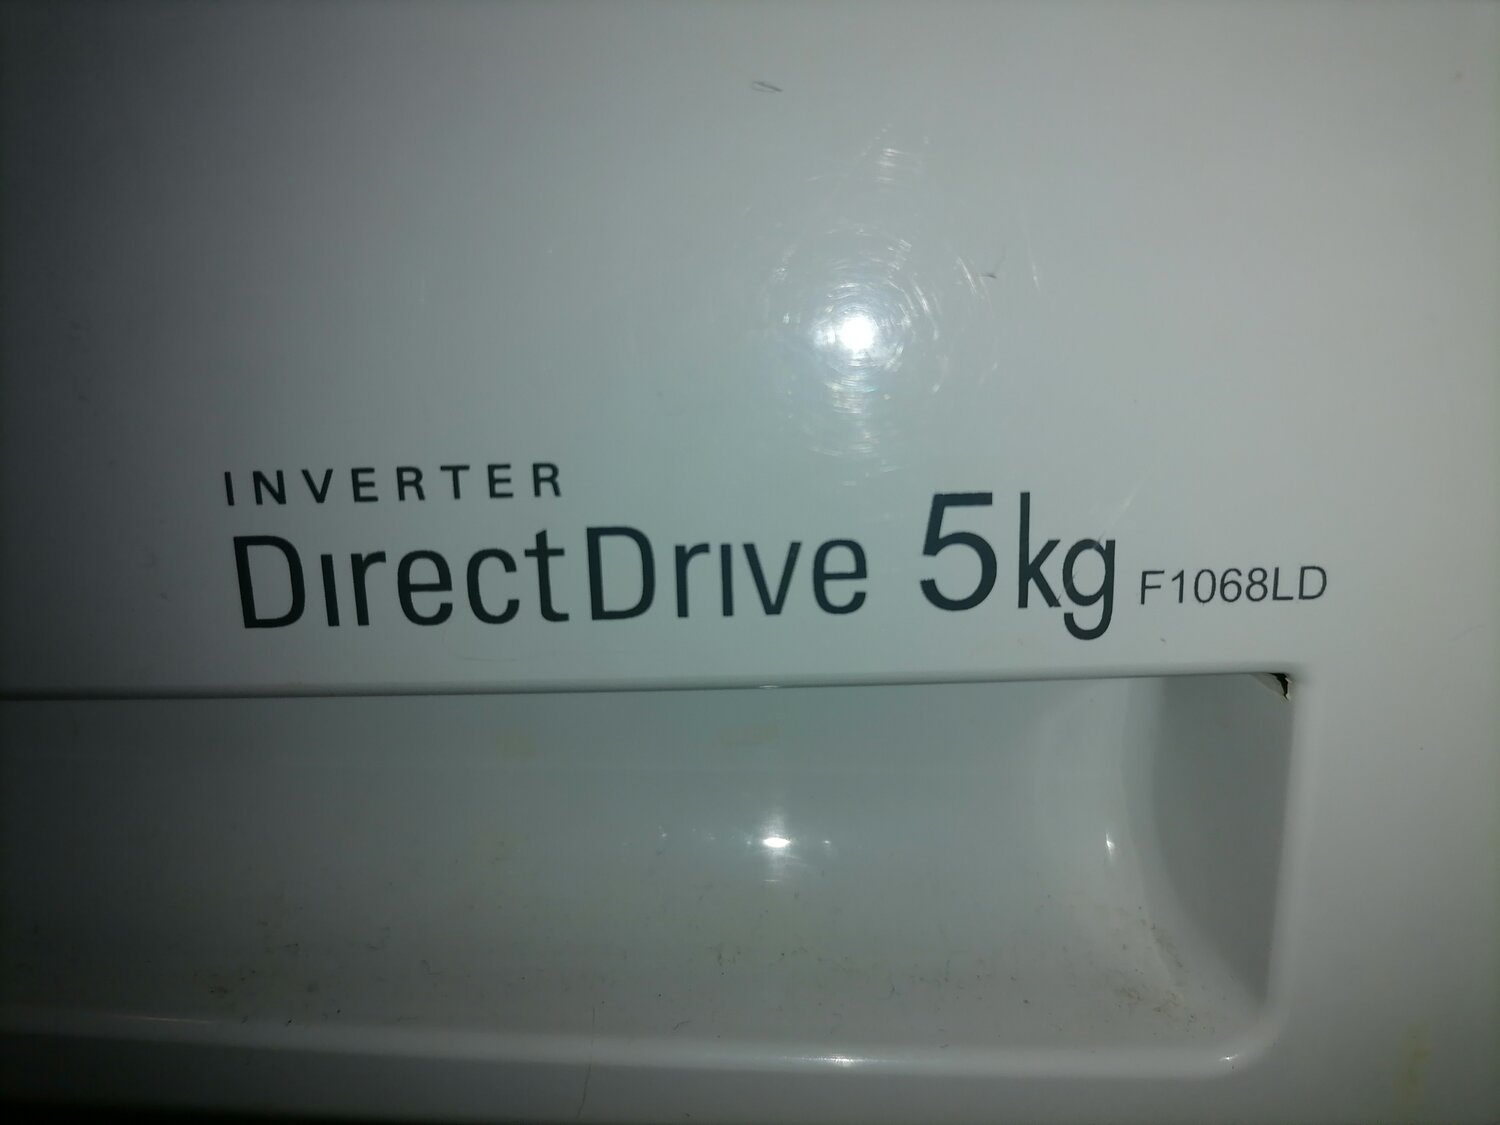 INVERTER
DirectDrive 5kg F1068LD